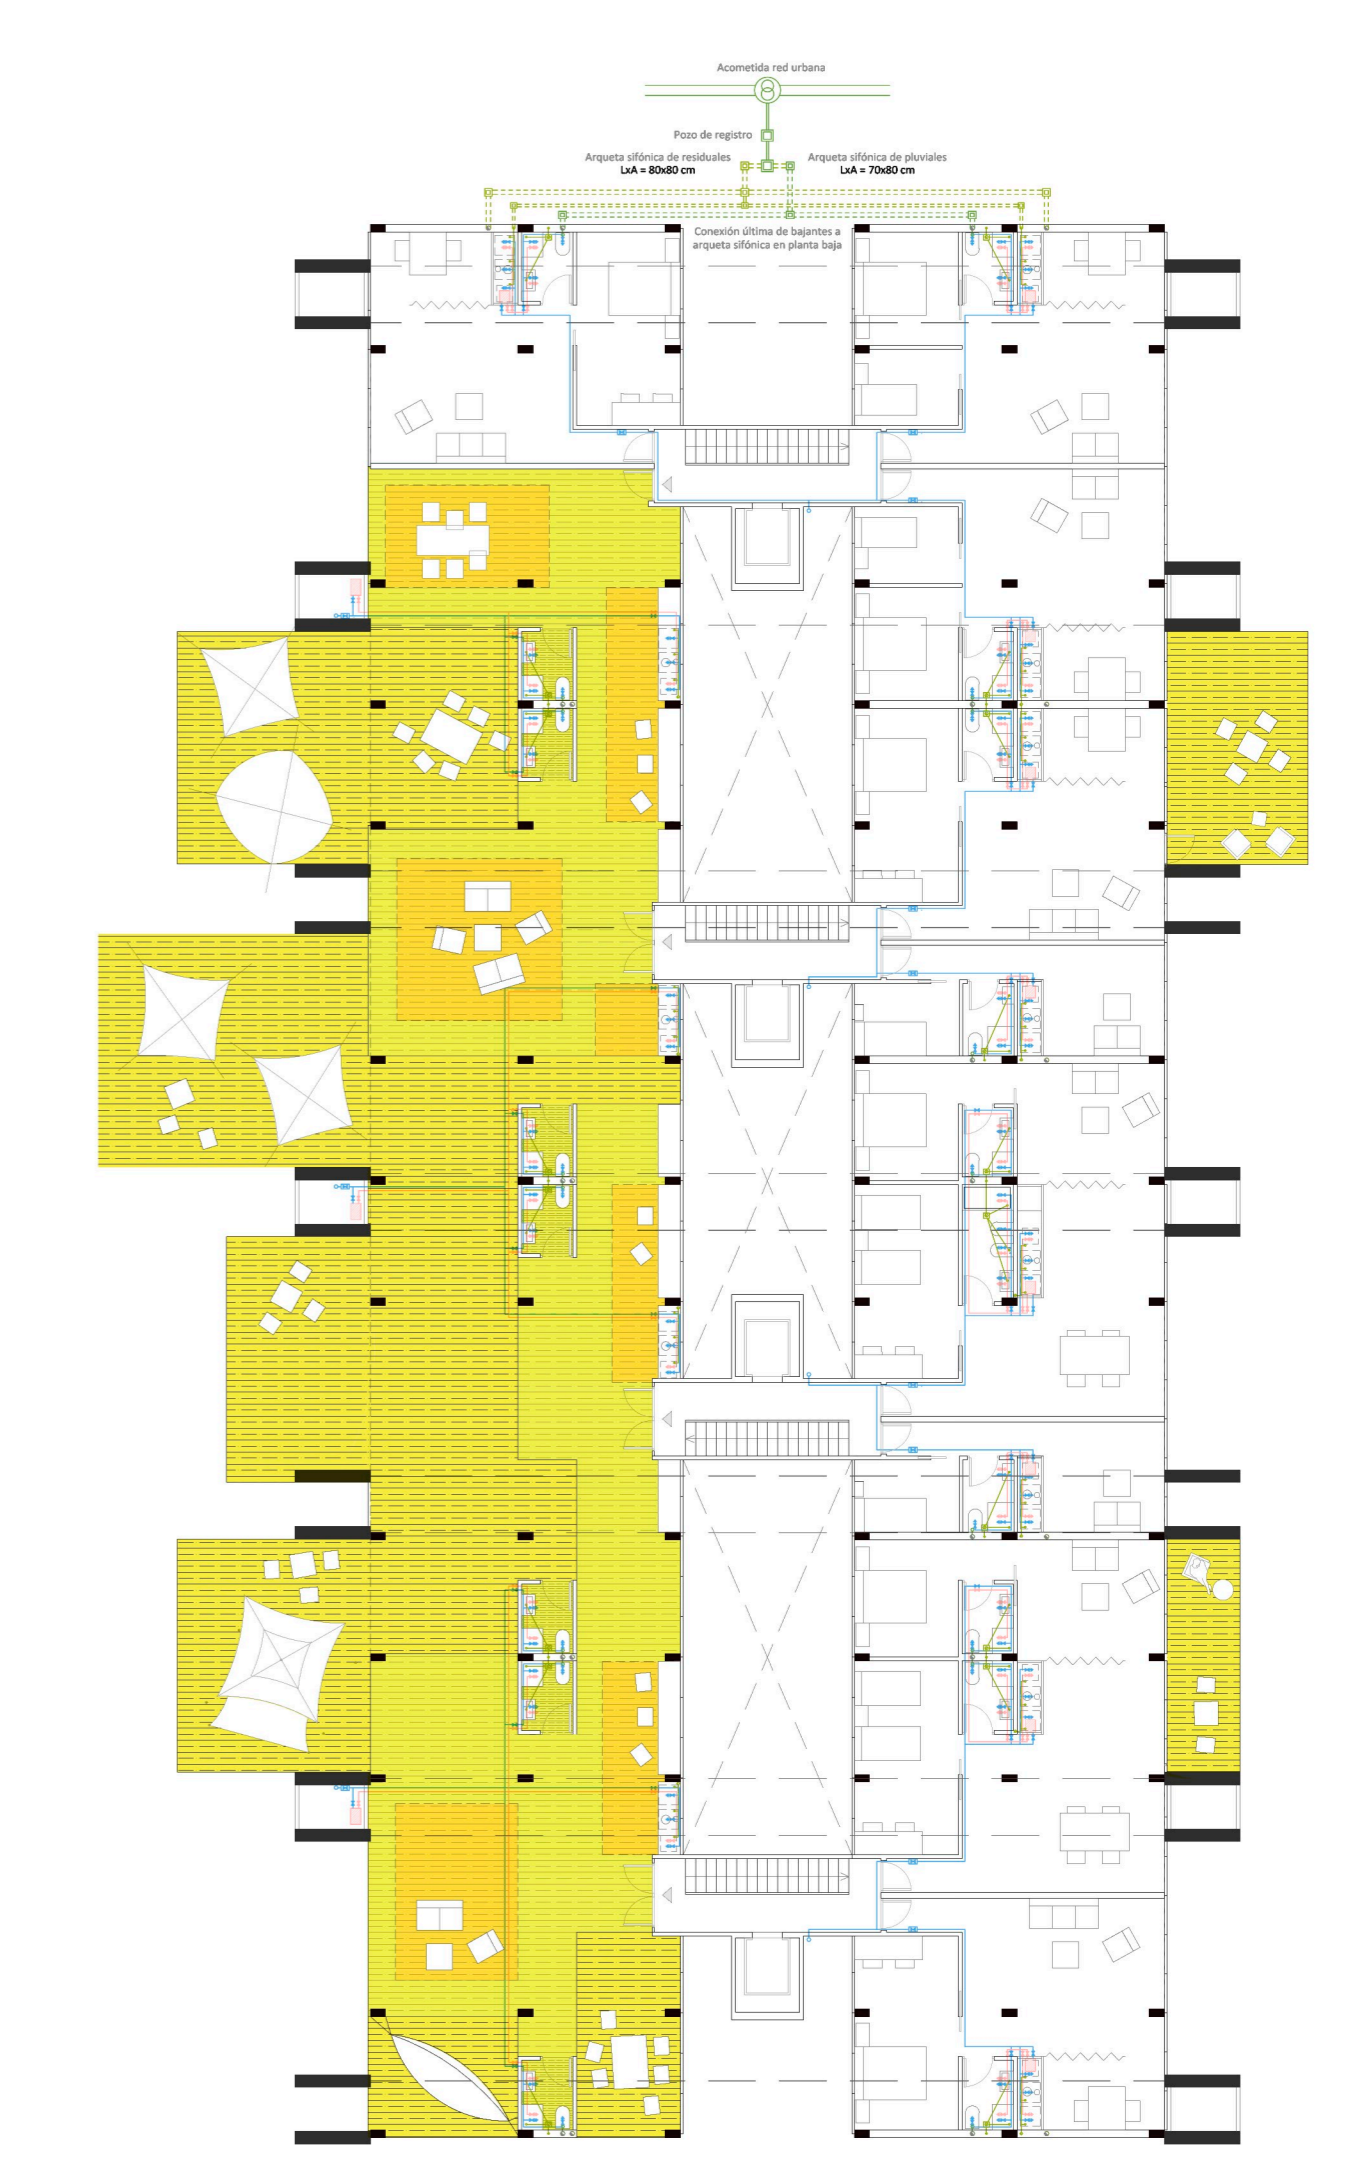 Acometida red urbana
Pozo de registro
Arqueta sifónica de residuales
LxA = 80x80 cm
Arqueta sifónica de pluviales
LxA = 70x80 cm
Conexión última de bajantes a
arqueta sifónica en planta baja